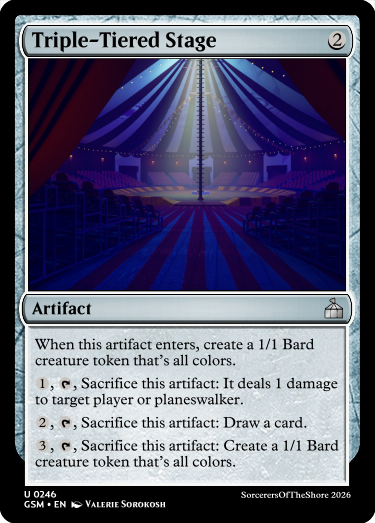 Triple-Tiered Stage 2
Artifact
When this artifact enters, create a 1/1 Bard
creature token that's all colors.
1, , Sacrifice this artifact: It deals 1 damage
to target player or planeswalker.
2, , Sacrifice this artifact: Draw a card.
3, , Sacrifice this artifact: Create a 1/1 Bard
creature token that's all colors.
U 0246
GSM • EN Valerie Sorokosh
SorcerersOfTheShore 2026